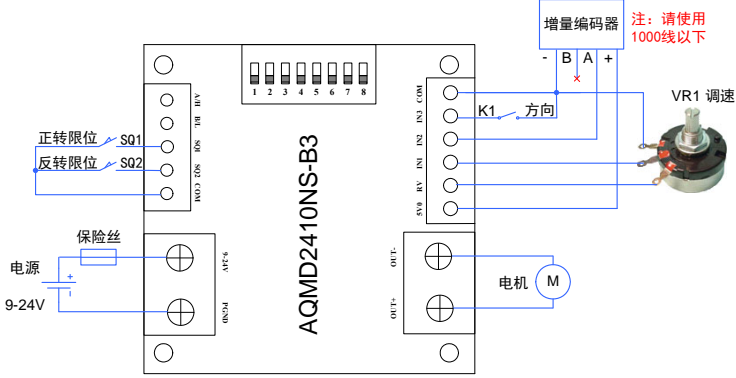 增量编码器
注：请使用
1000线以下
- B A +
1 2 3 4 5 6 7 8
A/H
BL
SQ1
SQ2
COM
正转限位 SQ1
反转限位 SQ2
COM
IN3
IN2
IN1
RV
5V0
K1 方向
VR1 调速
AQMD2410NS-B3
保险丝
电源
+
-
9-24V
9-24V
PGND
OUT-
OUT+
电机
M